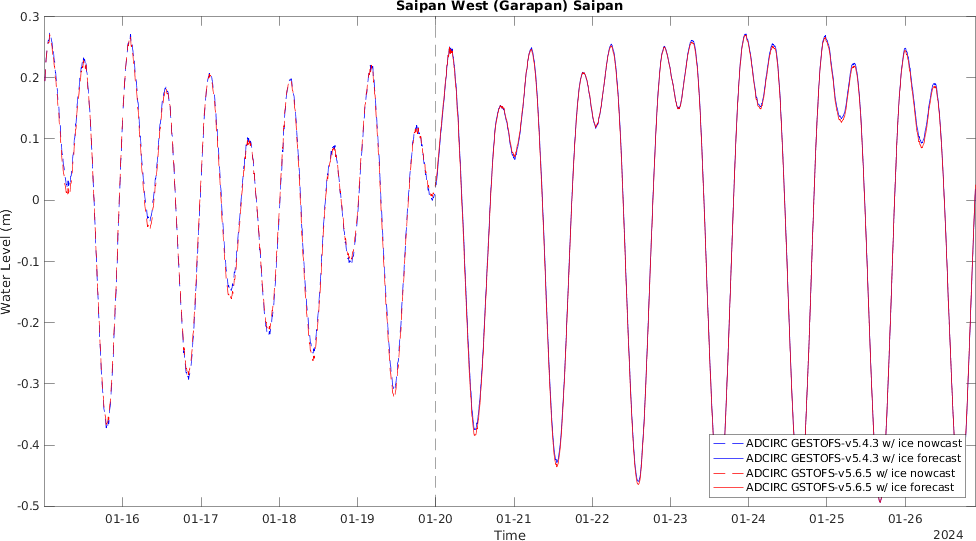 Saipan West (Garapan) Saipan
0.3
0.2
0.1
0
-0.1
-0.2
-0.3
-0.4
-0.5
Water Level (m)
ADCIRC GESTOFS-v5.4.3 w/ ice nowcast
ADCIRC GESTOFS-v5.4.3 w/ ice forecast
ADCIRC GSTOFS-v5.6.5 w/ ice nowcast
ADCIRC GSTOFS-v5.6.5 w/ ice forecast
01-16 01-17 01-18 01-19 01-20 01-21 01-22 01-23 01-24 01-25 01-26
Time
2024